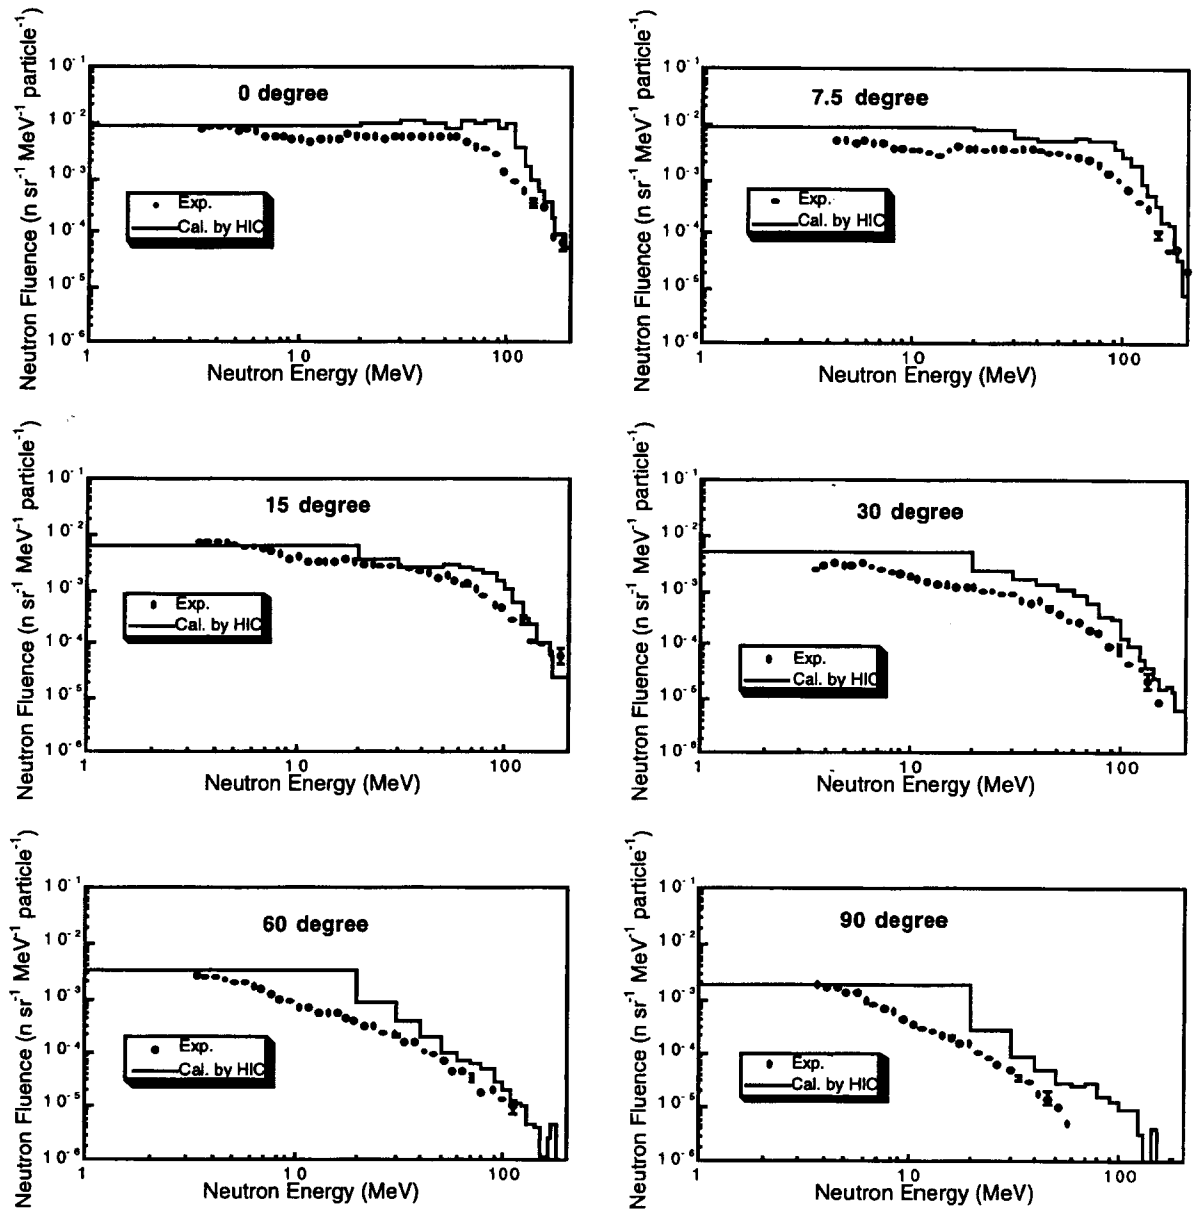 Neutron Fluence (n sr-1 MeV-1 particle-1)
10-1
10-2
10-3
10-4
10-5
10-6
0 degree
Exp.
Cal. by HIC
1
10
100
Neutron Energy (MeV)
Neutron Fluence (n sr-1 MeV-1 particle-1)
10-1
10-2
10-3
10-4
10-5
10-6
7.5 degree
Exp.
Cal. by HIC
1
10
100
Neutron Energy (MeV)
Neutron Fluence (n sr-1 MeV-1 particle-1)
10-1
10-2
10-3
10-4
10-5
10-6
15 degree
Exp.
Cal. by HIC
1
10
100
Neutron Energy (MeV)
Neutron Fluence (n sr-1 MeV-1 particle-1)
10-1
10-2
10-3
10-4
10-5
10-6
30 degree
Exp.
Cal. by HIC
1
10
100
Neutron Energy (MeV)
Neutron Fluence (n sr-1 MeV-1 particle-1)
10-1
10-2
10-3
10-4
10-5
10-6
60 degree
Exp.
Cal. by HIC
1
10
100
Neutron Energy (MeV)
Neutron Fluence (n sr-1 MeV-1 particle-1)
10-1
10-2
10-3
10-4
10-5
10-6
90 degree
Exp.
Cal. by HIC
1
10
100
Neutron Energy (MeV)